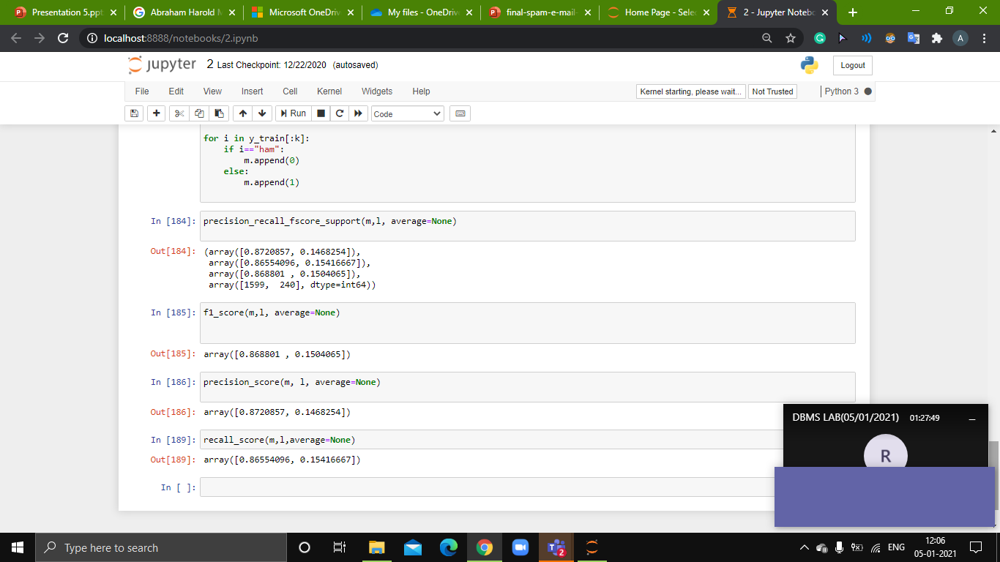 Presentation 5.ppt
Abraham Harold M
Microsoft OneDriv
My files - OneDriv
final-spam-e-mail-
Home Page - Sele
2 - Jupyter Notebo
localhost:8888/notebooks/2.ipynb
A
jupyter 2 Last Checkpoint: 12/22/2020 (autosaved)
Logout
File Edit View Insert Cell Kernel Widgets Help
Kernel starting, please wait... Not Trusted Python 3
Run Code
for i in y_train[:k]:
    if i=="ham":
        m.append(0)
    else:
        m.append(1)
In [184]: precision_recall_fscore_support(m,l, average=None)
Out[184]: (array([0.8720857, 0.1468254]),
 array([0.86554096, 0.15416667]),
 array([0.868801 , 0.1504065]),
 array([1599,  240], dtype=int64))
In [185]: f1_score(m,l, average=None)
Out[185]: array([0.868801 , 0.1504065])
In [186]: precision_score(m, l, average=None)
Out[186]: array([0.8720857, 0.1468254])
In [189]: recall_score(m,l,average=None)
Out[189]: array([0.86554096, 0.15416667])
In [ ]:
DBMS LAB(05/01/2021) 01:27:49
R
Type here to search
2
ENG
12:06
05-01-2021